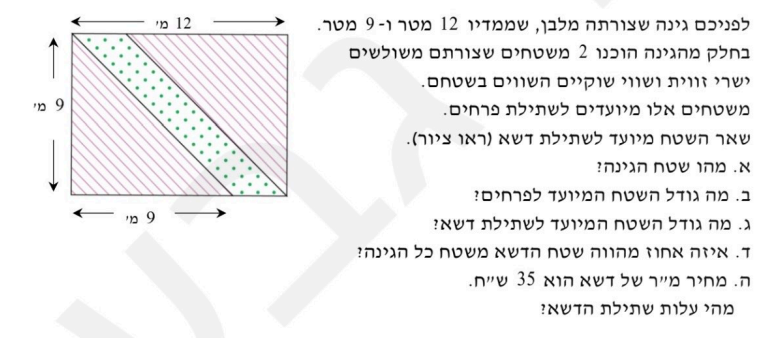 12 מ'
9 מ'
9 מ'
לפניכם גינה שצורתה מלבן, שממדיו 12 מטר ו- 9 מטר.
בחלק מהגינה הוכנו 2 משטחים שצורתם משולשים
ישרי זווית ושווי שוקיים השווים בשטחם.
משטחים אלו מיועדים לשתילת פרחים.
שאר השטח מיועד לשתילת דשא (ראו ציור).
א. מהו שטח הגינה?
ב. מה גודל השטח המיועד לפרחים?
ג. מה גודל השטח המיועד לשתילת דשא?
ד. איזה אחוז מהווה שטח הדשא משטח כל הגינה?
ה. מחיר מ"ר של דשא הוא 35 ש"ח.
מהי עלות שתילת הדשא?